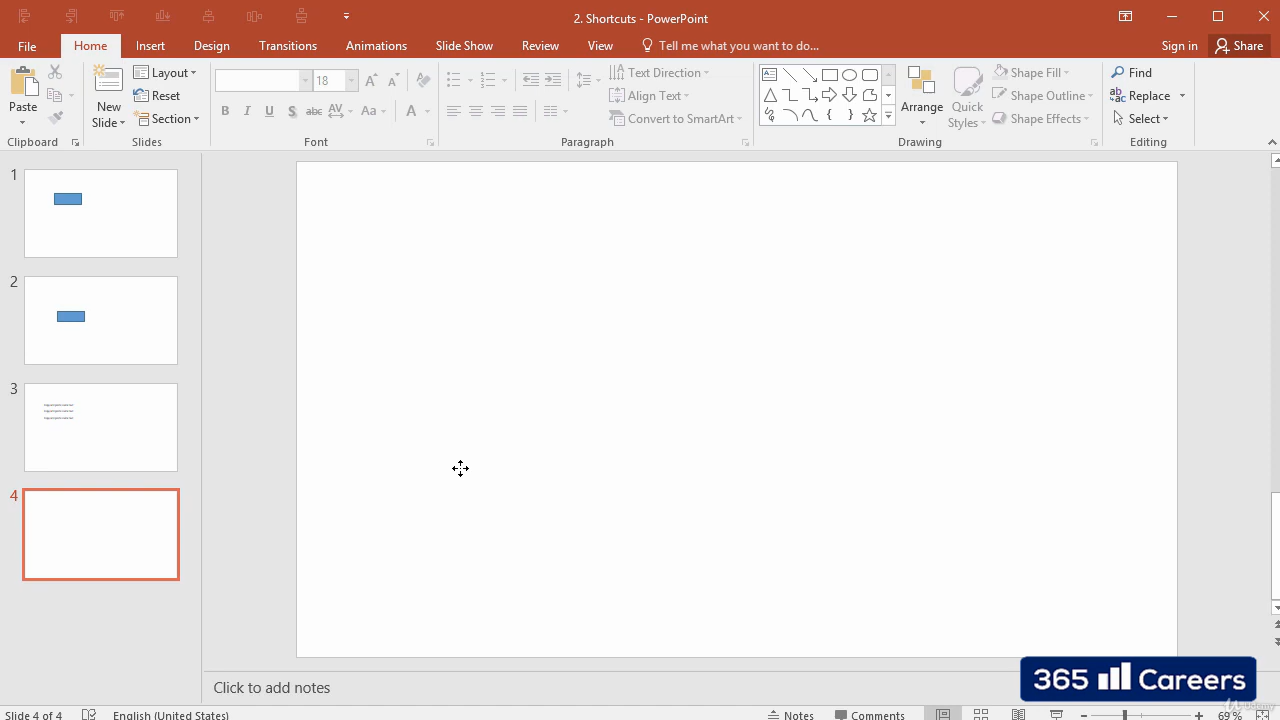 2. Shortcuts - PowerPoint
File Home Insert Design Transitions Animations Slide Show Review View Tell me what you want to do... Sign in Share
Paste
Clipboard
New Slide
Layout
Reset
Section
Slides
18
B I U S abc AV Aa A
Font
Text Direction
Align Text
Convert to SmartArt
Paragraph
Arrange
Quick Styles
Shape Fill
Shape Outline
Shape Effects
Drawing
Find
Replace
Select
Editing
1
2
3
4
Click to add notes
365 Careers
Slide 4 of 4 English (United States) Notes Comments 69 %